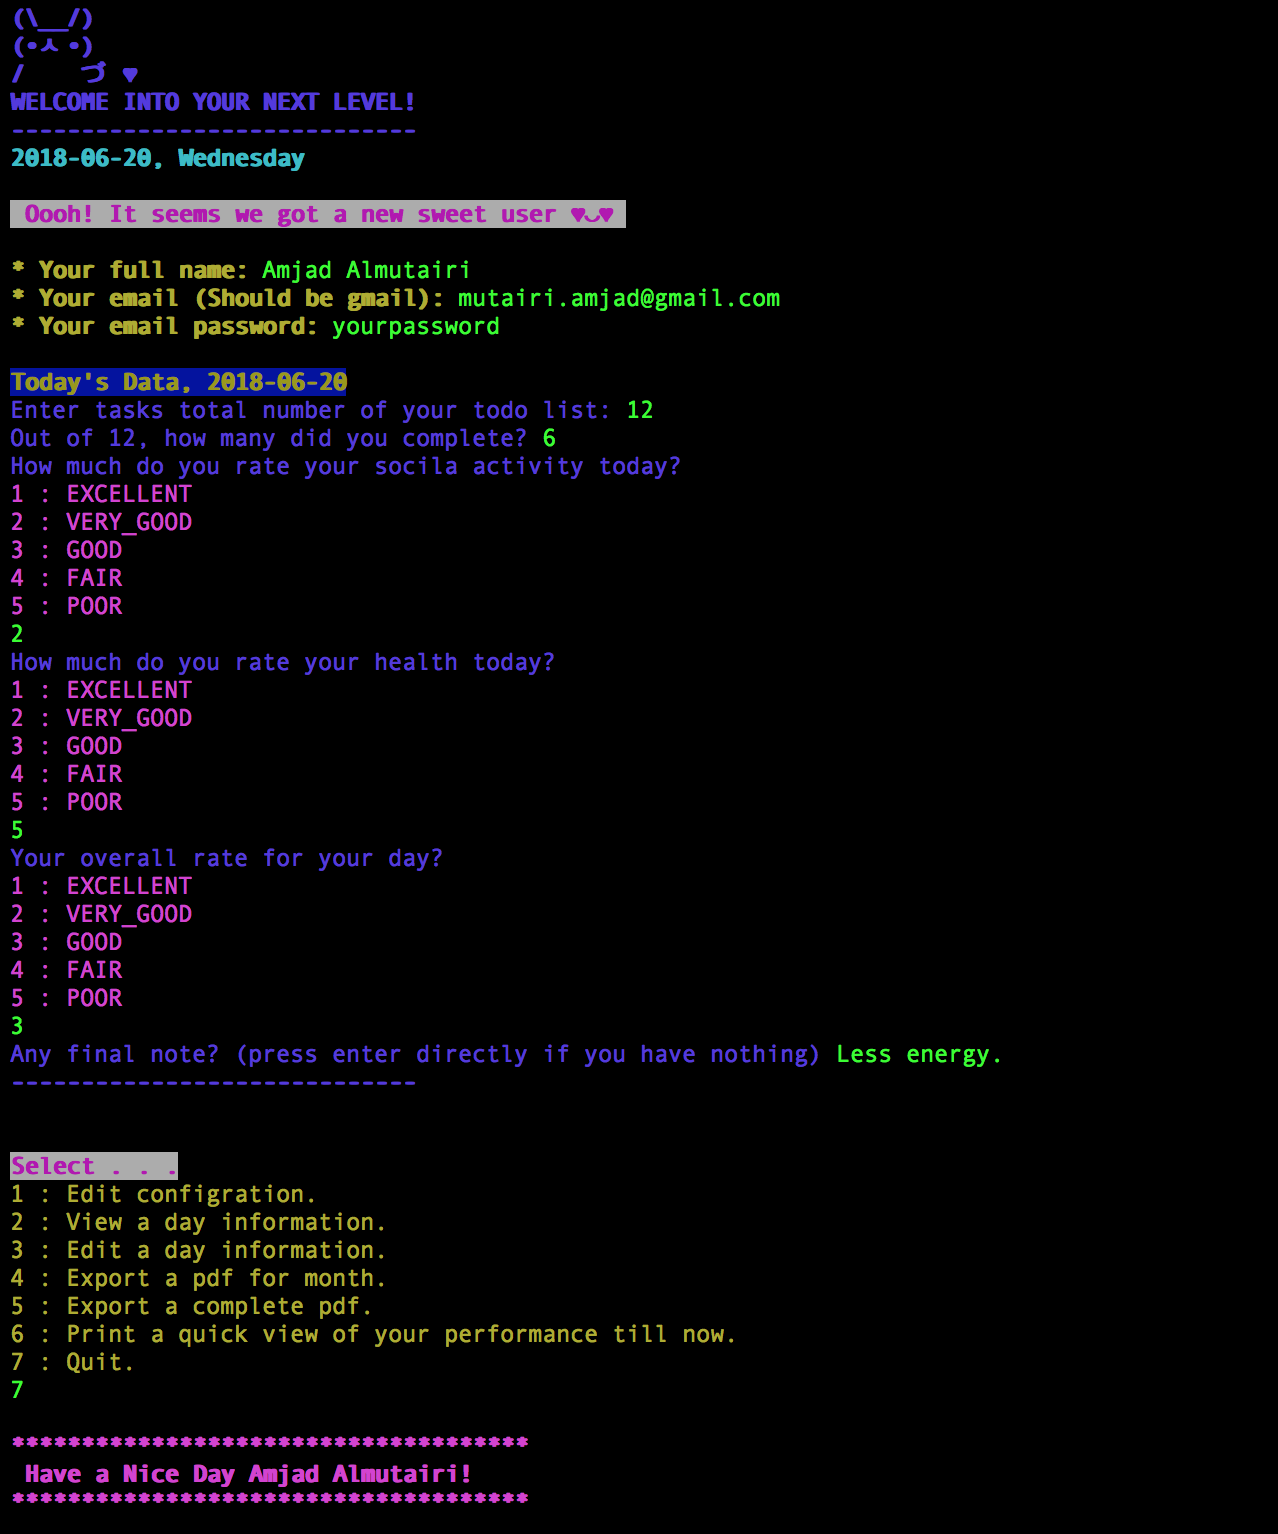 (\__/)
(•ㅅ •)
/    づ ♥
WELCOME INTO YOUR NEXT LEVEL!
-----------------------------
2018-06-20, Wednesday
Oooh! It seems we got a new sweet user ♥◡♥
* Your full name: Amjad Almutairi
* Your email (Should be gmail): mutairi.amjad@gmail.com
* Your email password: yourpassword
Today's Data, 2018-06-20
Enter tasks total number of your todo list: 12
Out of 12, how many did you complete? 6
How much do you rate your socila activity today?
1 : EXCELLENT
2 : VERY_GOOD
3 : GOOD
4 : FAIR
5 : POOR
2
How much do you rate your health today?
1 : EXCELLENT
2 : VERY_GOOD
3 : GOOD
4 : FAIR
5 : POOR
5
Your overall rate for your day?
1 : EXCELLENT
2 : VERY_GOOD
3 : GOOD
4 : FAIR
5 : POOR
3
Any final note? (press enter directly if you have nothing) Less energy.
-----------------------------
Select . . .
1 : Edit configration.
2 : View a day information.
3 : Edit a day information.
4 : Export a pdf for month.
5 : Export a complete pdf.
6 : Print a quick view of your performance till now.
7 : Quit.
7
*************************************
Have a Nice Day Amjad Almutairi!
*************************************